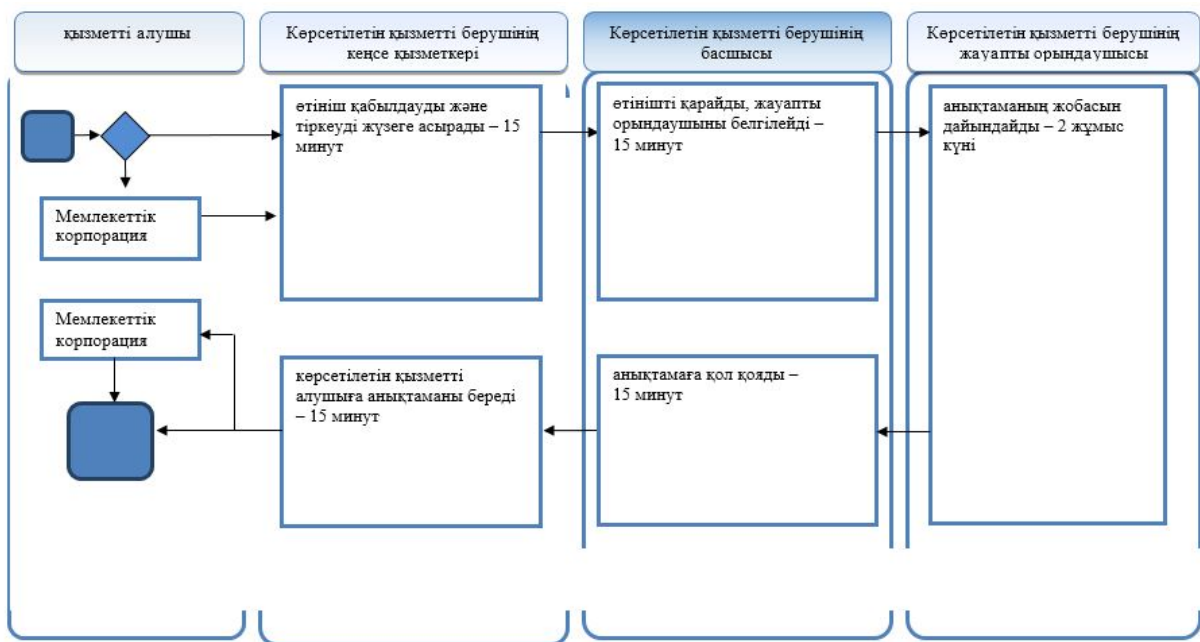 қызметті алушы
Көрсетілетін қызметті берушінің
кеңсе қызметкері
Көрсетілетін қызметті берушінің
басшысы
Көрсетілетін қызметті берушінің
жауапты орындаушысы
өтініш қабылдауды және
тіркеуді жүзеге асырады – 15
минут
өтінішті қарайды, жауапты
орындаушыны белгілейді –
15 минут
анықтаманың жобасын
дайындайды – 2 жұмыс
күні
Мемлекеттік
корпорация
Мемлекеттік
корпорация
көрсетілетін қызметті
алушыға анықтаманы береді
– 15 минут
анықтамаға қол қояды –
15 минут